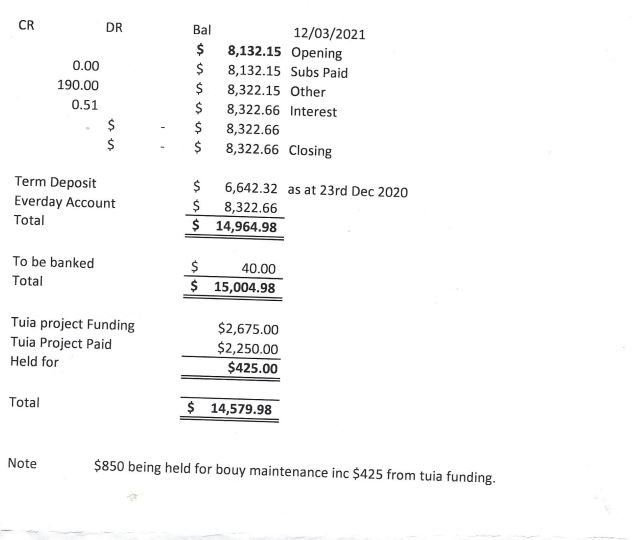 CR DR Bal 12/03/2021
$ 8,132.15 Opening
0.00 $ 8,132.15 Subs Paid
190.00 $ 8,322.15 Other
0.51 $ 8,322.66 Interest
- $ - $ 8,322.66
$ - $ 8,322.66 Closing
Term Deposit $ 6,642.32 as at 23rd Dec 2020
Everday Account $ 8,322.66
Total $ 14,964.98
To be banked $ 40.00
Total $ 15,004.98
Tuia project Funding $2,675.00
Tuia Project Paid $2,250.00
Held for $425.00
Total $ 14,579.98
Note $850 being held for bouy maintenance inc $425 from tuia funding.